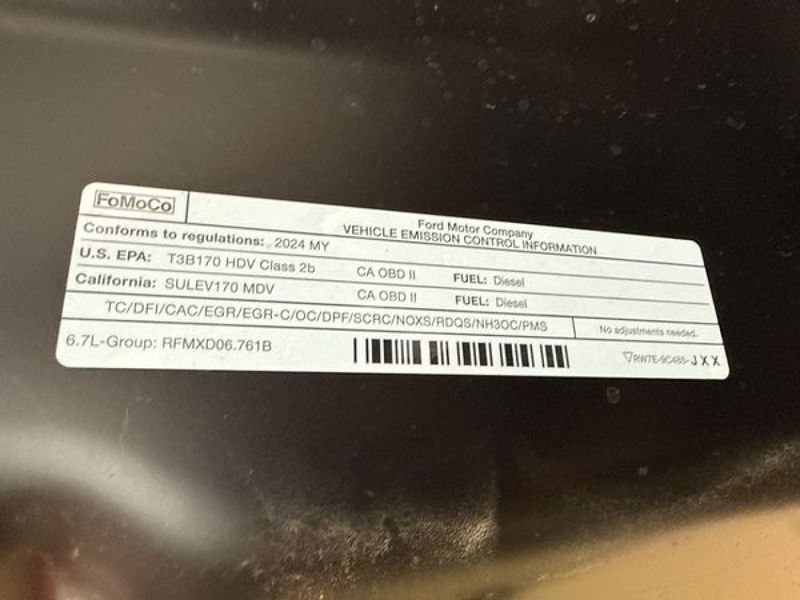 FoMoCo
Ford Motor Company
VEHICLE EMISSION CONTROL INFORMATION
Conforms to regulations: 2024 MY
U.S. EPA: T3B170 HDV Class 2b CA OBD II FUEL: Diesel
California: SULEV170 MDV CA OBD II FUEL: Diesel
TC/DFI/CAC/EGR/EGR-C/OC/DPF/SCRC/NOXS/RDQS/NH3OC/PMS No adjustments needed.
6.7L-Group: RFMXD06.761B RW7E-9C485-JXX